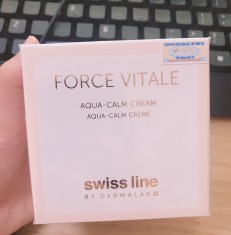 FORCE VITALE
AQUA-CALM CREAM
AQUA-CALM CRÈME
swiss line
BY DERMALAB